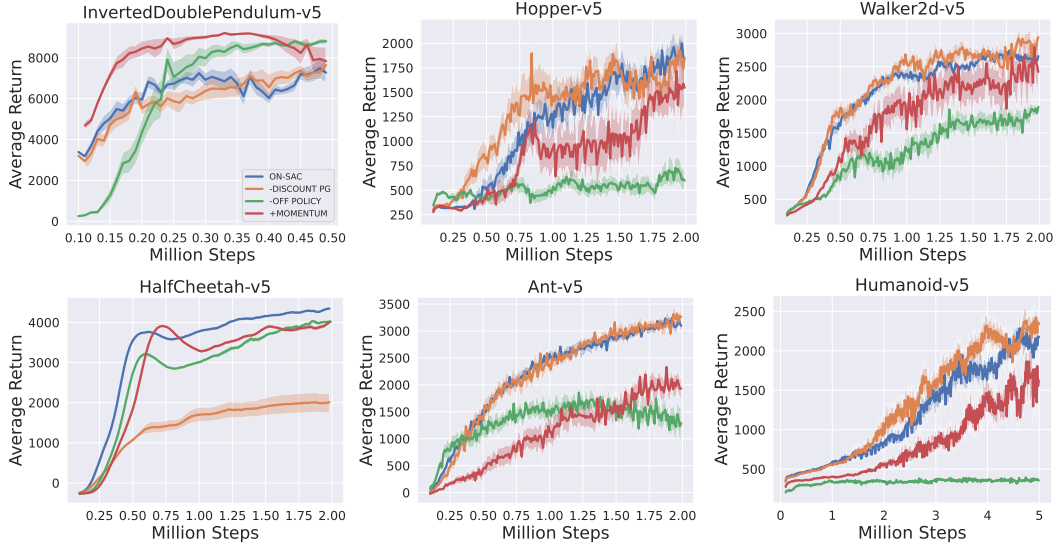 InvertedDoublePendulum-v5
Average Return
8000
6000
4000
2000
0
0.10 0.15 0.20 0.25 0.30 0.35 0.40 0.45 0.50
Million Steps
ON-SAC
-DISCOUNT PG
-OFF POLICY
+MOMENTUM
Hopper-v5
Average Return
2000
1750
1500
1250
1000
750
500
250
0.25 0.50 0.75 1.00 1.25 1.50 1.75 2.00
Million Steps
Walker2d-v5
Average Return
3000
2500
2000
1500
1000
500
0.25 0.50 0.75 1.00 1.25 1.50 1.75 2.00
Million Steps
HalfCheetah-v5
Average Return
4000
3000
2000
1000
0
0.25 0.50 0.75 1.00 1.25 1.50 1.75 2.00
Million Steps
Ant-v5
Average Return
3500
3000
2500
2000
1500
1000
500
0
0.25 0.50 0.75 1.00 1.25 1.50 1.75 2.00
Million Steps
Humanoid-v5
Average Return
2500
2000
1500
1000
500
0 1 2 3 4 5
Million Steps